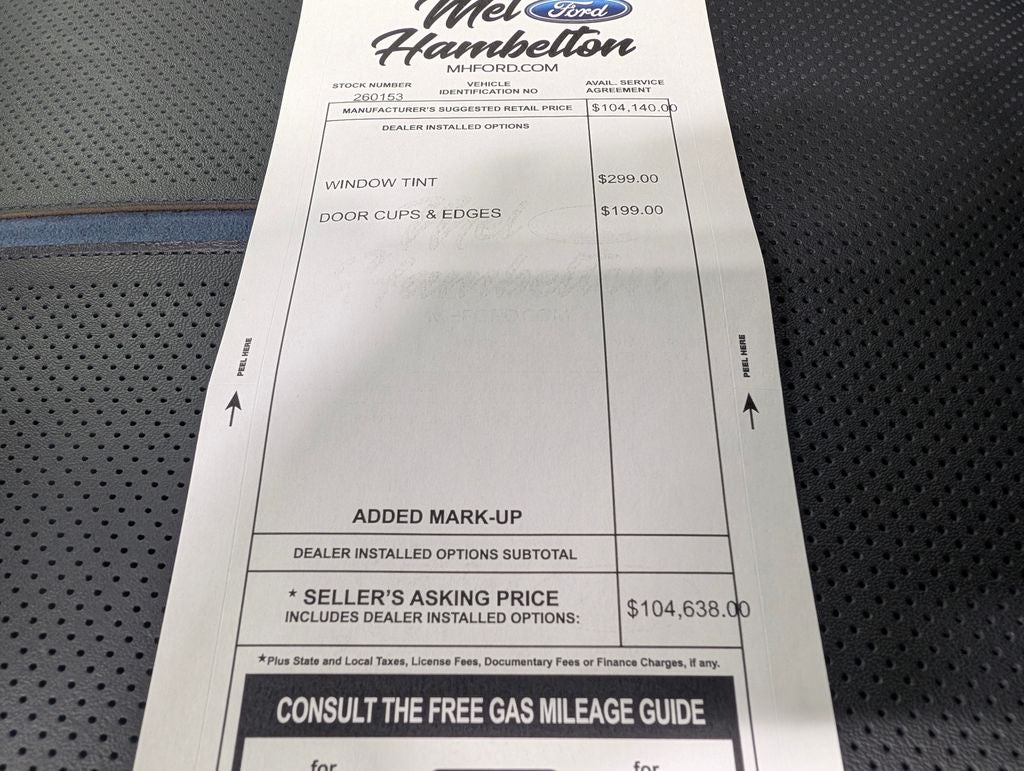 Mel Ford
Hambelton
MHFORD.COM
STOCK NUMBER
260153
VEHICLE
IDENTIFICATION NO
AVAIL. SERVICE
AGREEMENT
MANUFACTURER'S SUGGESTED RETAIL PRICE $104,140.00
DEALER INSTALLED OPTIONS
WINDOW TINT $299.00
DOOR CUPS & EDGES $199.00
PEEL HERE
PEEL HERE
ADDED MARK-UP
DEALER INSTALLED OPTIONS SUBTOTAL
* SELLER'S ASKING PRICE
INCLUDES DEALER INSTALLED OPTIONS: $104,638.00
*Plus State and Local Taxes, License Fees, Documentary Fees or Finance Charges, if any.
CONSULT THE FREE GAS MILEAGE GUIDE
for for